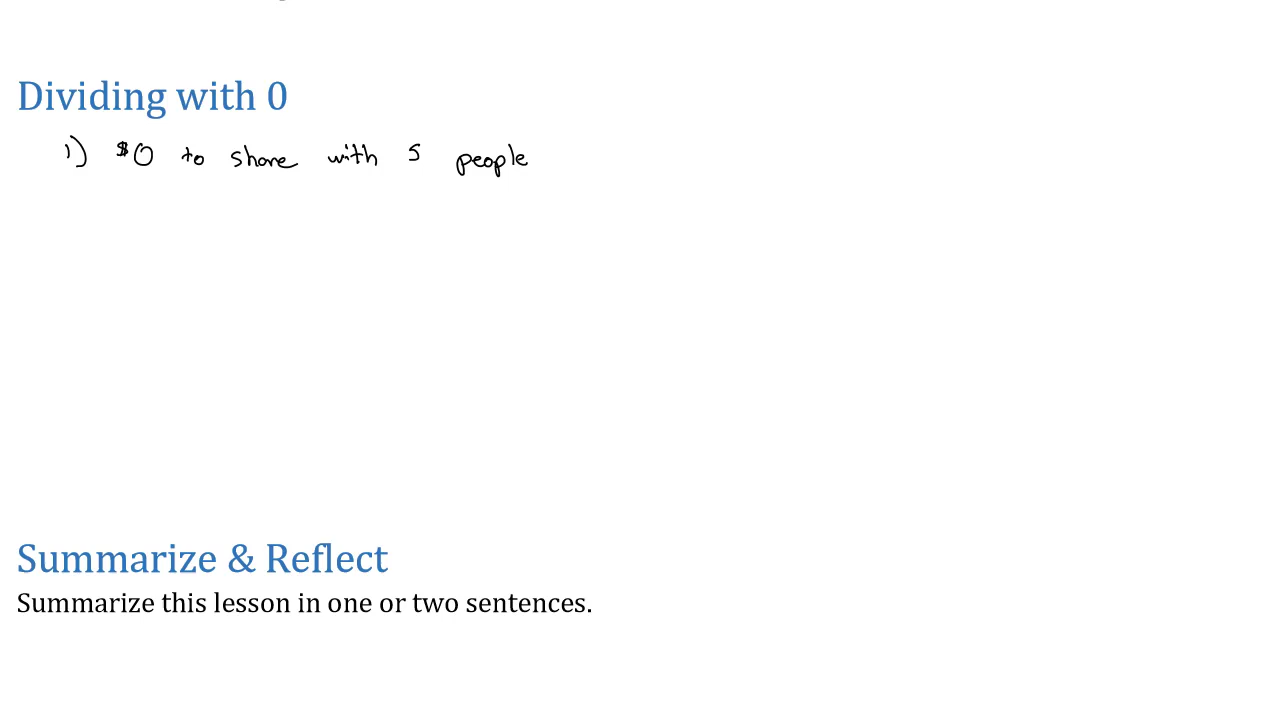 Dividing with 0
1) $0 to share with 5 people
Summarize & Reflect
Summarize this lesson in one or two sentences.